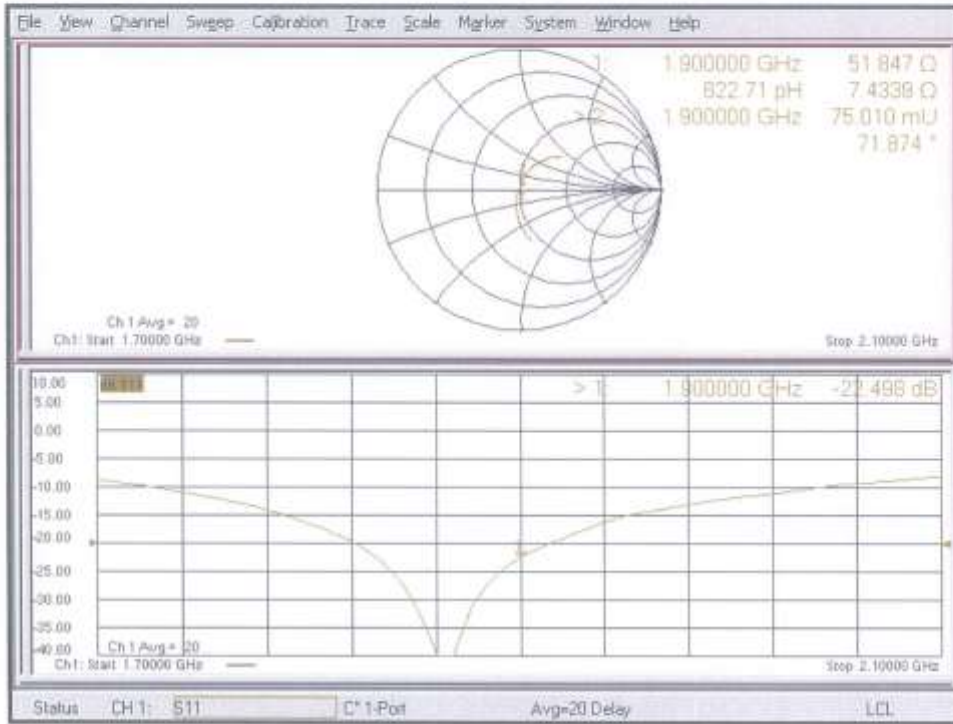 File View Channel Sweep Calibration Trace Scale Marker System Window Help
1: 1.900000 GHz 51.847 Ω
622.71 pH 7.4339 Ω
> 2: 1.900000 GHz 75.010 mU
71.874 °
Ch 1 Avg = 20
Ch1: Start 1.70000 GHz
Stop 2.10000 GHz
10.00
> 1: 1.900000 GHz -22.498 dB
5.00
0.00
-5.00
-10.00
-15.00
-20.00
-25.00
-30.00
-35.00
-40.00
Ch 1 Avg = 20
Ch1: Start 1.70000 GHz
Stop 2.10000 GHz
Status CH 1: S11 C* 1-Port Avg=20 Delay LCL